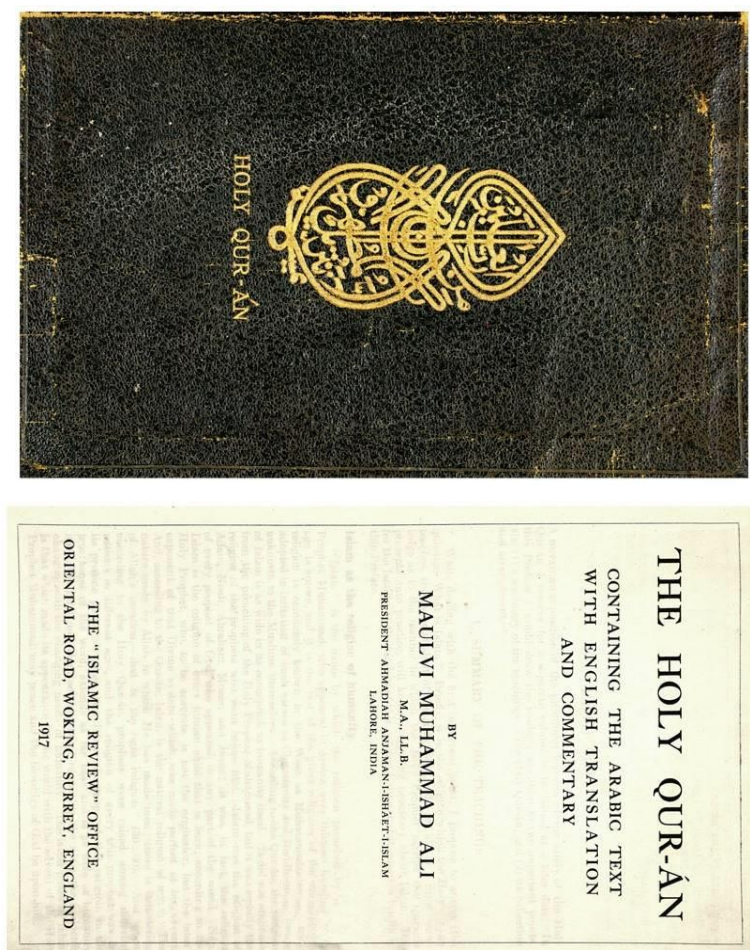 HOLY QUR-ÁN
THE HOLY QUR-ÁN
CONTAINING THE ARABIC TEXT
WITH ENGLISH TRANSLATION
AND COMMENTARY
BY
MAULVI MUHAMMAD ALI
M.A., LL.B.
PRESIDENT AHMADIAH ANJAMAN-I-ISHÁET-I-ISLAM
LAHORE, INDIA
THE "ISLAMIC REVIEW" OFFICE
ORIENTAL ROAD, WOKING, SURREY, ENGLAND
1917